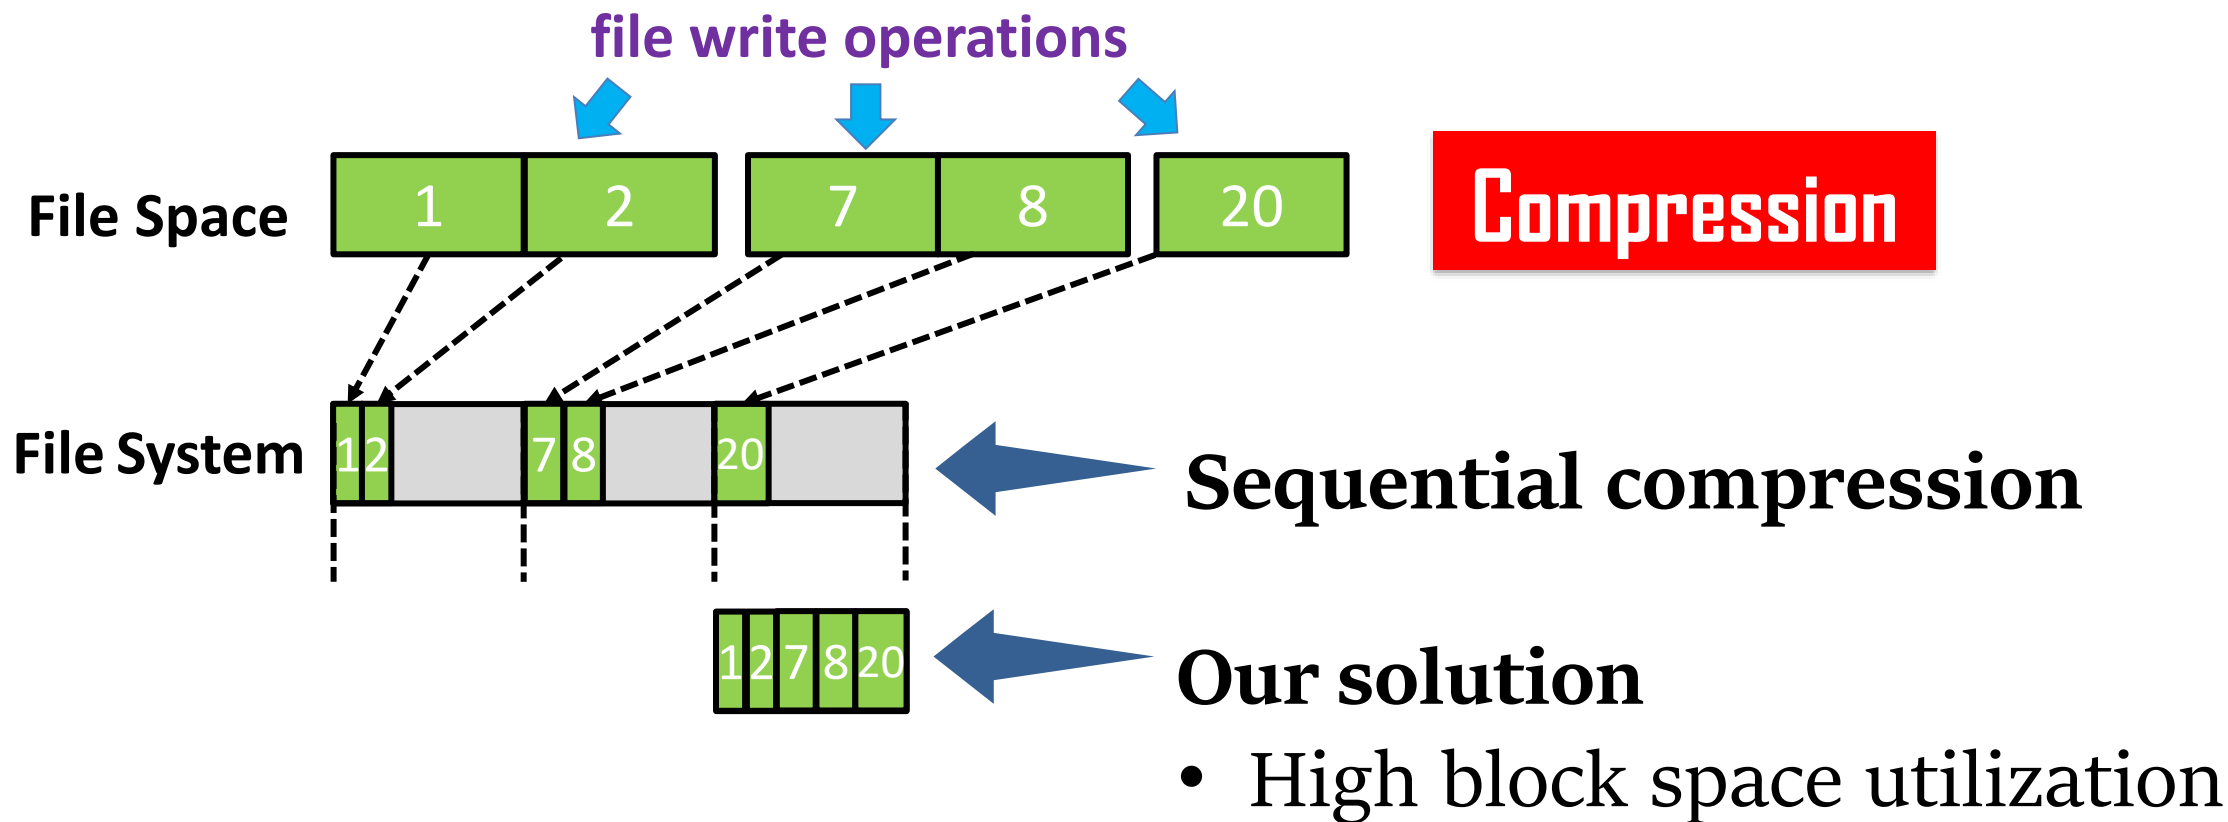 file write operations
File Space 1 2 7 8 20 Compression
File System 1 2 7 8 20 Sequential compression
1 2 7 8 20 Our solution
• High block space utilization